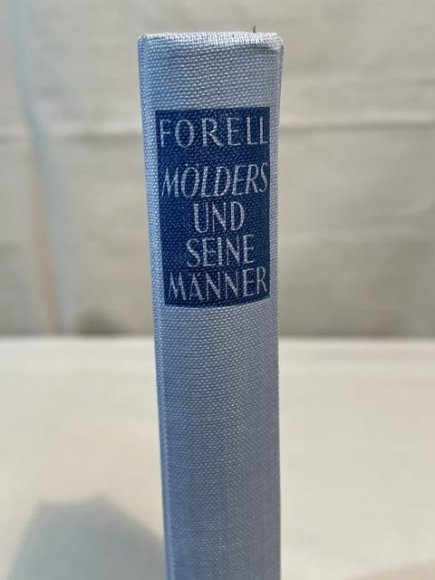 FORELL
MÖLDERS
UND
SEINE
MÄNNER